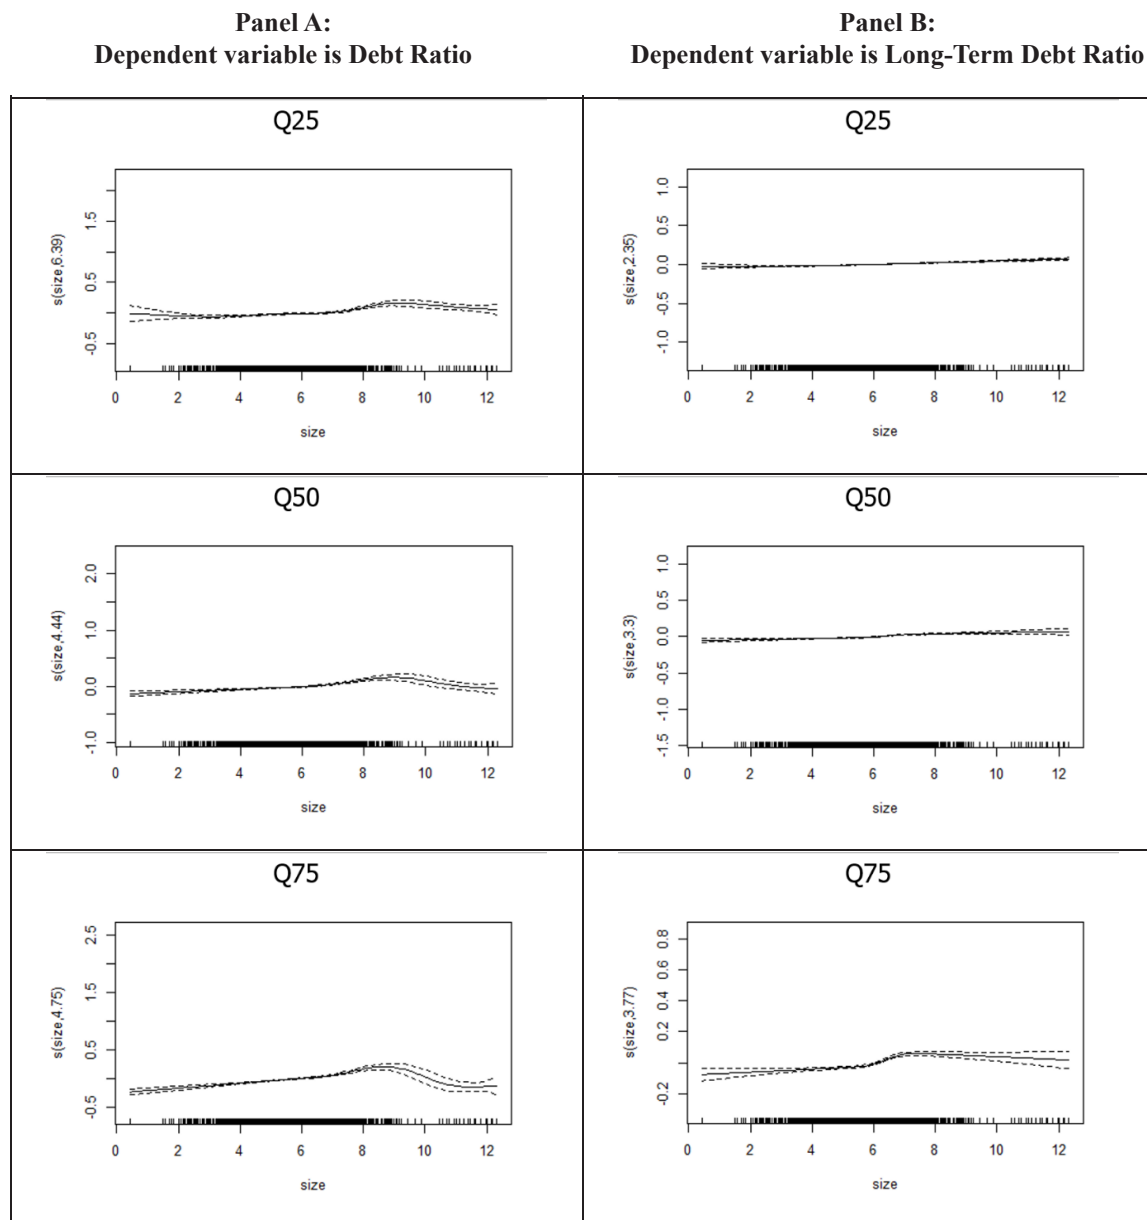 Panel A:
Dependent variable is Debt Ratio
Panel B:
Dependent variable is Long-Term Debt Ratio
Q25
s(size,6.39)
1.5
0.5
-0.5
0 2 4 6 8 10 12
size
Q25
s(size,2.35)
1.0
0.5
0.0
-0.5
-1.0
0 2 4 6 8 10 12
size
Q50
s(size,4.44)
2.0
1.0
0.0
-1.0
0 2 4 6 8 10 12
size
Q50
s(size,3.3)
1.0
0.5
0.0
-0.5
-1.0
-1.5
0 2 4 6 8 10 12
size
Q75
s(size,4.75)
2.5
1.5
0.5
-0.5
0 2 4 6 8 10 12
size
Q75
s(size,3.77)
0.8
0.6
0.4
0.2
-0.2
0 2 4 6 8 10 12
size